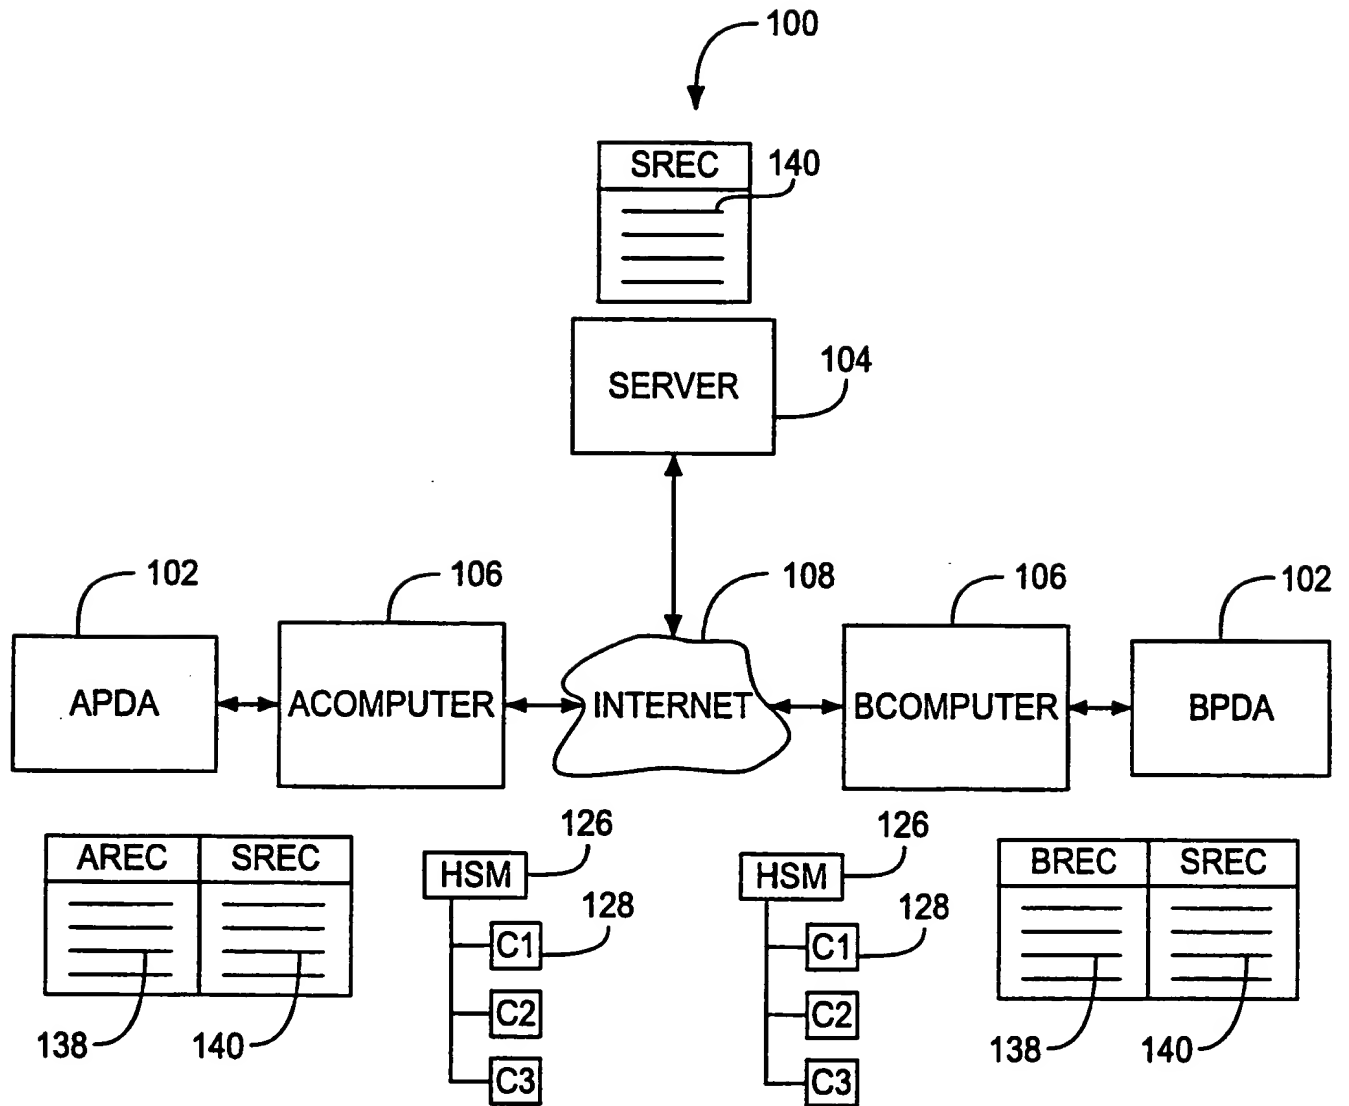 100
SREC
140
SERVER
104
102
106
108
106
102
APDA
ACOMPUTER
INTERNET
BCOMPUTER
BPDA
AREC SREC
138
140
HSM
126
C1
128
C2
C3
HSM
126
C1
128
C2
C3
BREC SREC
138
140